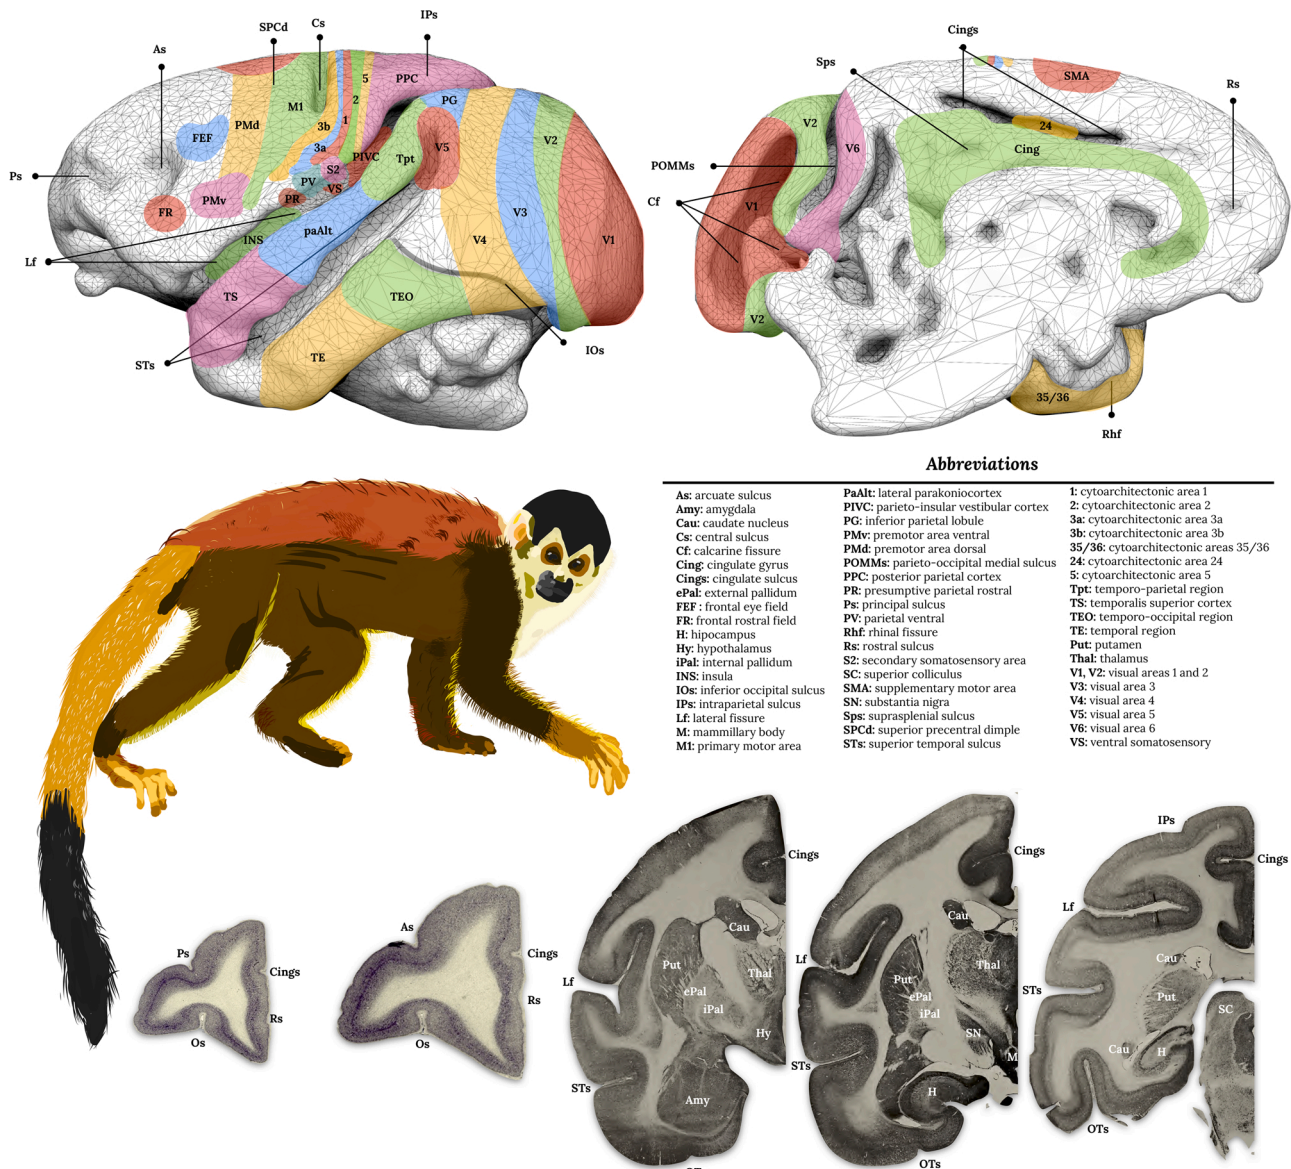 IPs
Cs
SPCd
As
5
PPC
PG
M1
2
1
3b
PMd
FEF
V5
V2
3a
PIVC
Tpt
S2
Ps
PV
VS
PR
PMv
FR
V3
INS
paAlt
V4
V1
Lf
TS
TEO
STs
TE
IOs
Cings
Sps
SMA
Rs
V2
24
V6
Cing
POMMs
Cf
V1
V2
35/36
Rhf
Abbreviations
As: arcuate sulcus
Amy: amygdala
Cau: caudate nucleus
Cs: central sulcus
Cf: calcarine fissure
Cing: cingulate gyrus
Cings: cingulate sulcus
ePal: external pallidum
FEF : frontal eye field
FR: frontal rostral field
H: hipocampus
Hy: hypothalamus
iPal: internal pallidum
INS: insula
IOs: inferior occipital sulcus
IPs: intraparietal sulcus
Lf: lateral fissure
M: mammillary body
M1: primary motor area
PaAlt: lateral parakoniocortex
PIVC: parieto-insular vestibular cortex
PG: inferior parietal lobule
PMv: premotor area ventral
PMd: premotor area dorsal
POMMs: parieto-occipital medial sulcus
PPC: posterior parietal cortex
PR: presumptive parietal rostral
Ps: principal sulcus
PV: parietal ventral
Rhf: rhinal fissure
Rs: rostral sulcus
S2: secondary somatosensory area
SC: superior colliculus
SMA: supplementary motor area
SN: substantia nigra
Sps: suprasplenial sulcus
SPCd: superior precentral dimple
STs: superior temporal sulcus
1: cytoarchitectonic area 1
2: cytoarchitectonic area 2
3a: cytoarchitectonic area 3a
3b: cytoarchitectonic area 3b
35/36: cytoarchitectonic areas 35/36
24: cytoarchitectonic area 24
5: cytoarchitectonic area 5
Tpt: temporo-parietal region
TS: temporalis superior cortex
TEO: temporo-occipital region
TE: temporal region
Put: putamen
Thal: thalamus
V1, V2: visual areas 1 and 2
V3: visual area 3
V4: visual area 4
V5: visual area 5
V6: visual area 6
VS: ventral somatosensory
Ps
Cings
Rs
Os
As
Cings
Rs
Os
Cings
Cau
Put
Thal
Lf
ePal
iPal
Hy
STs
Amy
Cings
Cau
Lf
Put
Thal
ePal
iPal
SN
M
STs
H
OTs
IPs
Cings
Lf
Cau
STs
Put
SC
Cau
H
OTs